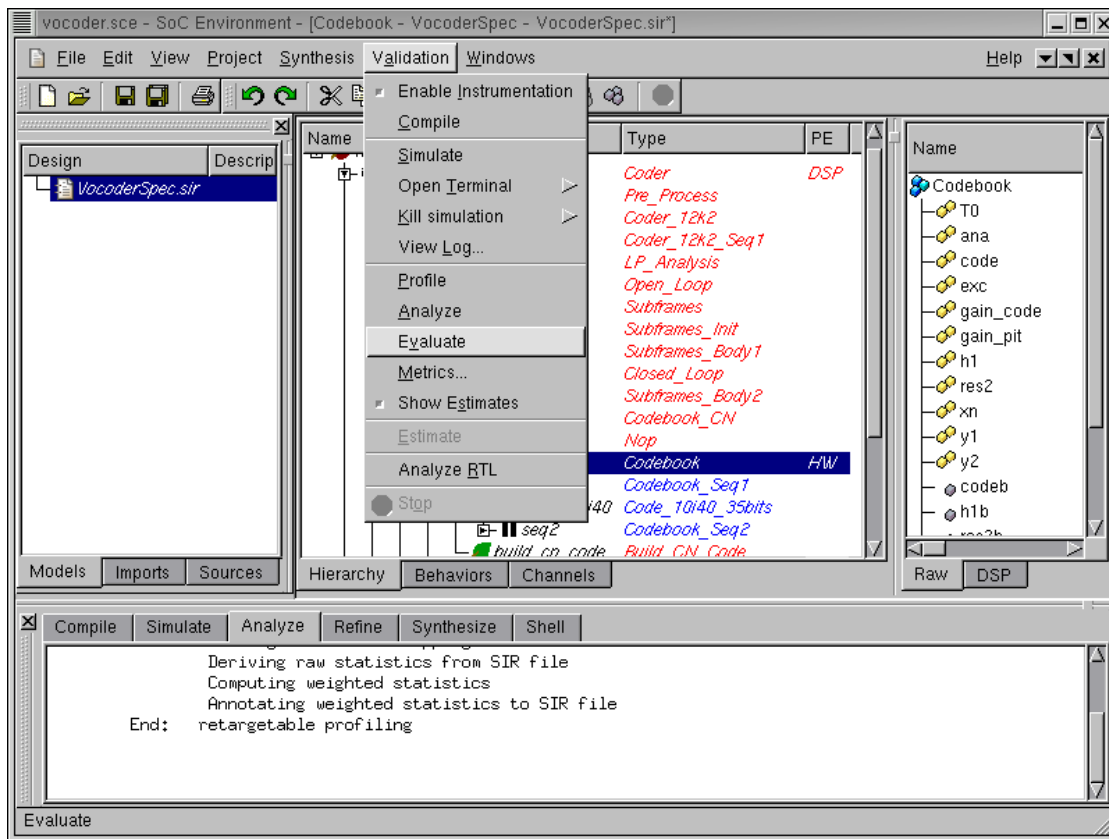 vocoder.sce - SoC Environment - [Codebook - VocoderSpec - VocoderSpec.sir*]
File Edit View Project Synthesis Validation Windows Help
Enable Instrumentation
Compile
Simulate
Open Terminal
Kill simulation
View Log...
Profile
Analyze
Evaluate
Metrics...
Show Estimates
Estimate
Analyze RTL
Stop
Design Descrip
VocoderSpec.sir
Models Imports Sources
Name Type PE
Coder DSP
Pre_Process
Coder_12k2
Coder_12k2_Seq1
LP_Analysis
Open_Loop
Subframes
Subframes_Init
Subframes_Body1
Closed_Loop
Subframes_Body2
Codebook_CN
Nop
Codebook HW
Codebook_Seq1
i40 Code_10i40_35bits
seq2 Codebook_Seq2
build_cn_code Build_CN_Code
Hierarchy Behaviors Channels
Name
Codebook
T0
ana
code
exc
gain_code
gain_pit
h1
res2
xn
y1
y2
codeb
h1b
Raw DSP
Compile Simulate Analyze Refine Synthesize Shell
Deriving raw statistics from SIR file
Computing weighted statistics
Annotating weighted statistics to SIR file
End: retargetable profiling
Evaluate